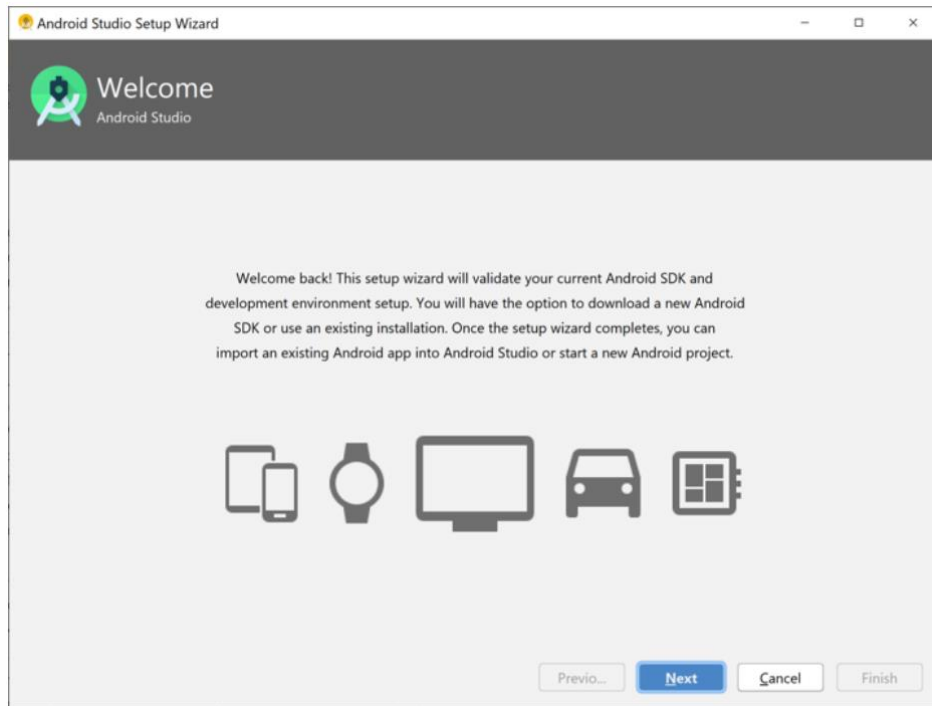 Android Studio Setup Wizard
Welcome
Android Studio
Welcome back! This setup wizard will validate your current Android SDK and
development environment setup. You will have the option to download a new Android
SDK or use an existing installation. Once the setup wizard completes, you can
import an existing Android app into Android Studio or start a new Android project.
Previo... Next Cancel Finish